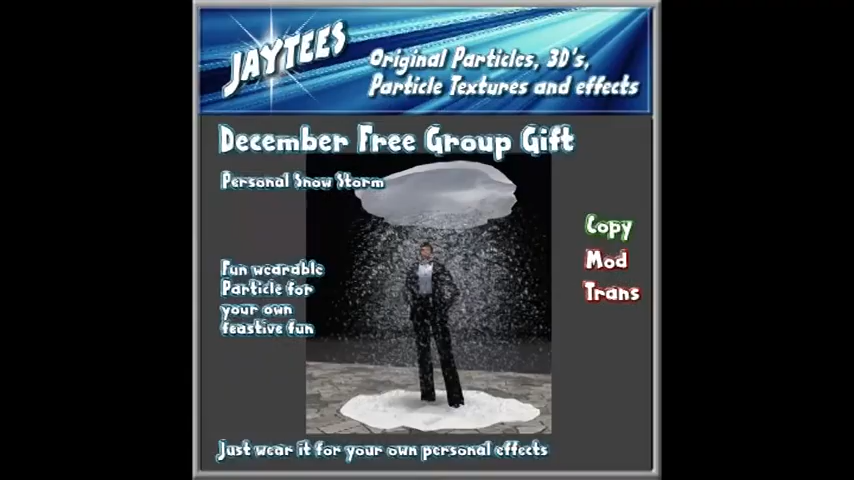 JAYTEES
Original Particles, 3D's,
Particle Textures and effects
December Free Group Gift
Personal Snow Storm
Copy
Mod
Trans
Fun wearable
Particle for
your own
feastive fun
Just wear it for your own personal effects